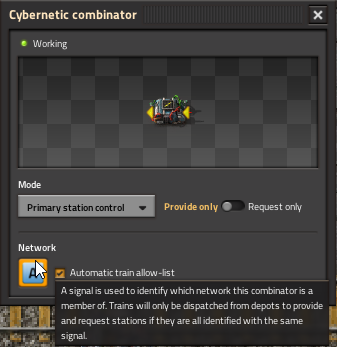 Cybernetic combinator
Working
Mode
Primary station control
Provide only Request only
Network
A
Automatic train allow-list
A signal is used to identify which network this combinator is a
member of. Trains will only be dispatched from depots to provide
and request stations if they are all identified with the same
signal.